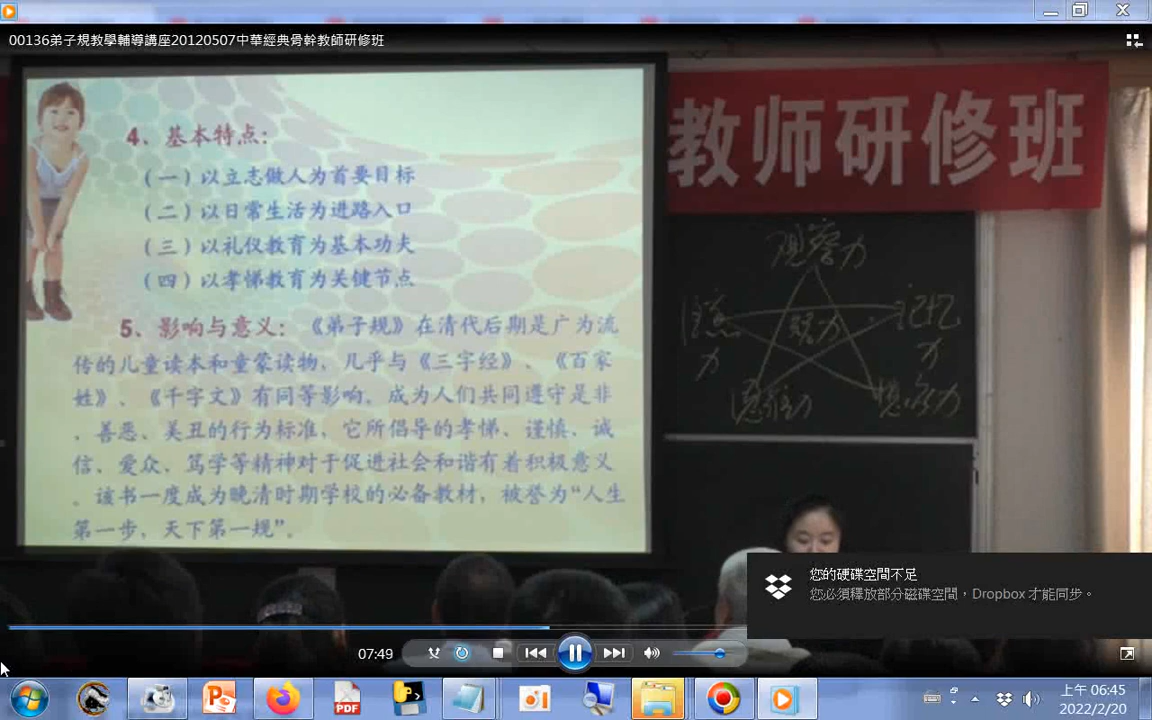 00136弟子規教學輔導講座20120507中華經典骨幹教師研修班
4、基本特点：
（一）以立志做人为首要目标
（二）以日常生活为进路入口
（三）以礼仪教育为基本功夫
（四）以孝悌教育为关键节点
5、影响与意义：《弟子规》在清代后期是广为流
传的儿童读本和童蒙读物，几乎与《三字经》、《百家
姓》、《千字文》有同等影响。成为人们共同遵守是非
、善恶、美丑的行为标准，它所倡导的孝悌、谨慎、诚
信、爱众、笃学等精神对于促进社会和谐有着积极意义
。该书一度成为晚清时期学校的必备教材，被誉为“人生
第一步，天下第一规”。
教师研修班
观察力
注意力
记忆力
想象力
您的硬碟空間不足
您必須釋放部分磁碟空間，Dropbox 才能同步。
07:49
PDF
上午 06:45
2022/2/20